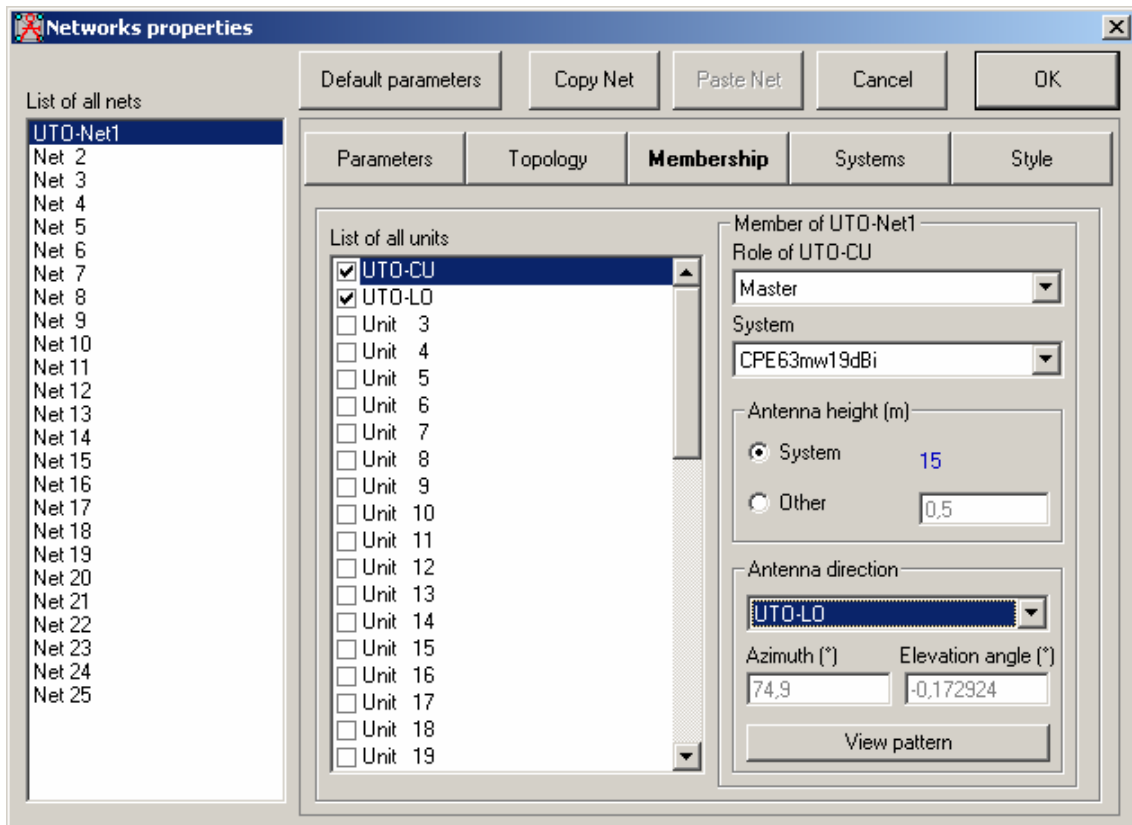 Networks properties
Default parameters
Copy Net
Paste Net
Cancel
OK
List of all nets
UTO-Net1
Net 2
Net 3
Net 4
Net 5
Net 6
Net 7
Net 8
Net 9
Net 10
Net 11
Net 12
Net 13
Net 14
Net 15
Net 16
Net 17
Net 18
Net 19
Net 20
Net 21
Net 22
Net 23
Net 24
Net 25
Parameters
Topology
Membership
Systems
Style
List of all units
UTO-CU
UTO-LO
Unit 3
Unit 4
Unit 5
Unit 6
Unit 7
Unit 8
Unit 9
Unit 10
Unit 11
Unit 12
Unit 13
Unit 14
Unit 15
Unit 16
Unit 17
Unit 18
Unit 19
Member of UTO-Net1
Role of UTO-CU
Master
System
CPE63mw19dBi
Antenna height (m)
System 15
Other 0,5
Antenna direction
UTO-LO
Azimuth (°) Elevation angle (°)
74,9 -0,172924
View pattern